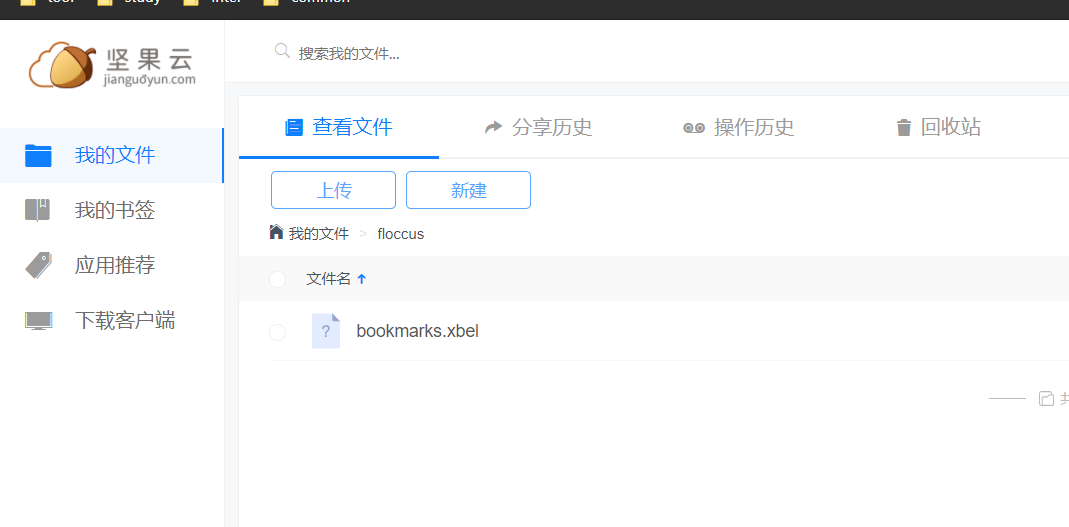 tool study inter common
坚果云
jianguoyun.com
搜索我的文件...
我的文件
我的书签
应用推荐
下载客户端
查看文件 分享历史 操作历史 回收站
上传 新建
我的文件 > floccus
文件名
? bookmarks.xbel